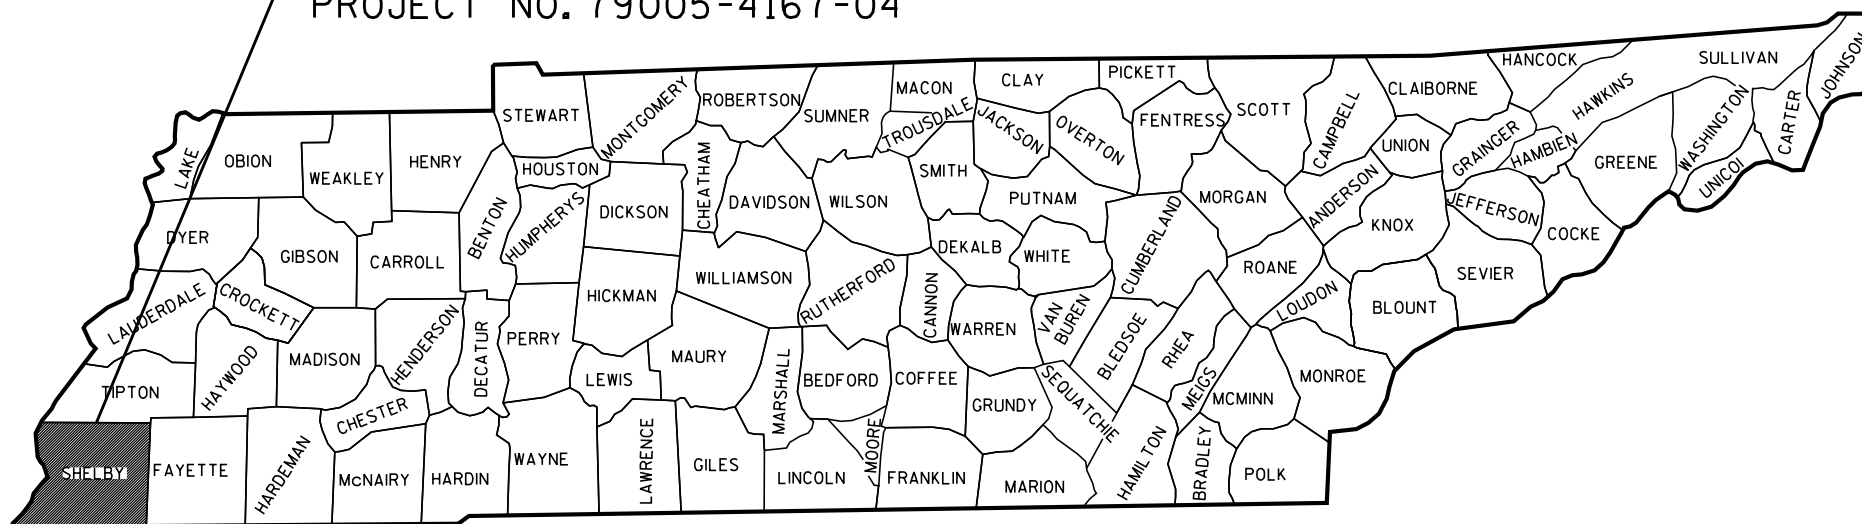 PROJECT NO. 79005-4167-04
HANCOCK
SULLIVAN
JOHNSON
PICKETT
CLAY
MACON
CLAIBORNE
HAWKINS
ROBERTSON
MONTGOMERY
STEWART
SUMNER
TROUSDALE
JACKSON
OVERTON
FENTRESS
SCOTT
CAMPBELL
UNION
GRAINGER
HAMBIEN
GREENE
WASHINGTON
CARTER
UNICOI
LAKE
OBION
WEAKLEY
HENRY
HOUSTON
CHEATHAM
SMITH
PUTNAM
MORGAN
ANDERSON
JEFFERSON
DICKSON
DAVIDSON
WILSON
KNOX
COCKE
DYER
GIBSON
CARROLL
BENTON
HUMPHERYS
DEKALB
WHITE
CUMBERLAND
ROANE
SEVIER
LAUDERDALE
CROCKETT
HICKMAN
WILLIAMSON
RUTHERFORD
CANNON
WARREN
VAN
BUREN
LOUDON
BLOUNT
MADISON
HENDERSON
DECATUR
PERRY
MAURY
BLEDSOE
RHEA
TIPTON
HAYWOOD
LEWIS
MARSHALL
BEDFORD
COFFEE
GRUNDY
SEQUATCHIE
MEIGS
MCMINN
MONROE
CHESTER
SHELBY
FAYETTE
HARDEMAN
McNAIRY
HARDIN
WAYNE
LAWRENCE
GILES
LINCOLN
MOORE
FRANKLIN
MARION
HAMILTON
BRADLEY
POLK